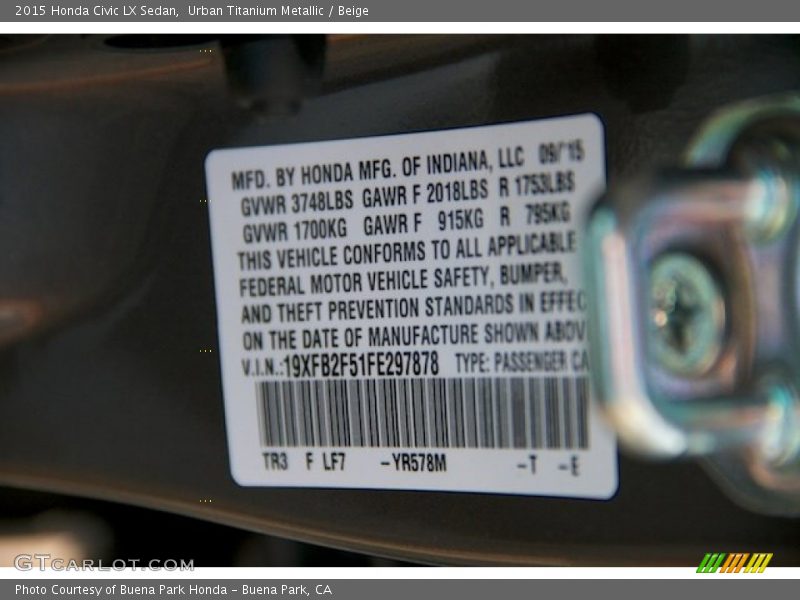 2015 Honda Civic LX Sedan,  Urban Titanium Metallic / Beige
MFD. BY HONDA MFG. OF INDIANA, LLC 09/'15
GVWR 3748LBS GAWR F 2018LBS R 1753LBS
GVWR 1700KG GAWR F 915KG R 795KG
THIS VEHICLE CONFORMS TO ALL APPLICABLE
FEDERAL MOTOR VEHICLE SAFETY, BUMPER,
AND THEFT PREVENTION STANDARDS IN EFFEC
ON THE DATE OF MANUFACTURE SHOWN ABOV
V.I.N.:19XFB2F51FE297878 TYPE: PASSENGER CA
TR3 F LF7 -YR578M -T -E
GTCARLOT.COM
Photo Courtesy of Buena Park Honda – Buena Park, CA